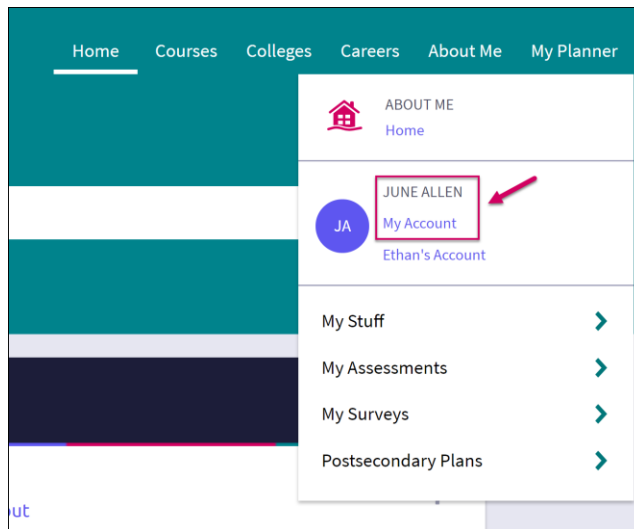 Home Courses Colleges Careers About Me My Planner
ABOUT ME
Home
JUNE ALLEN
JA
My Account
Ethan's Account
My Stuff
My Assessments
My Surveys
Postsecondary Plans